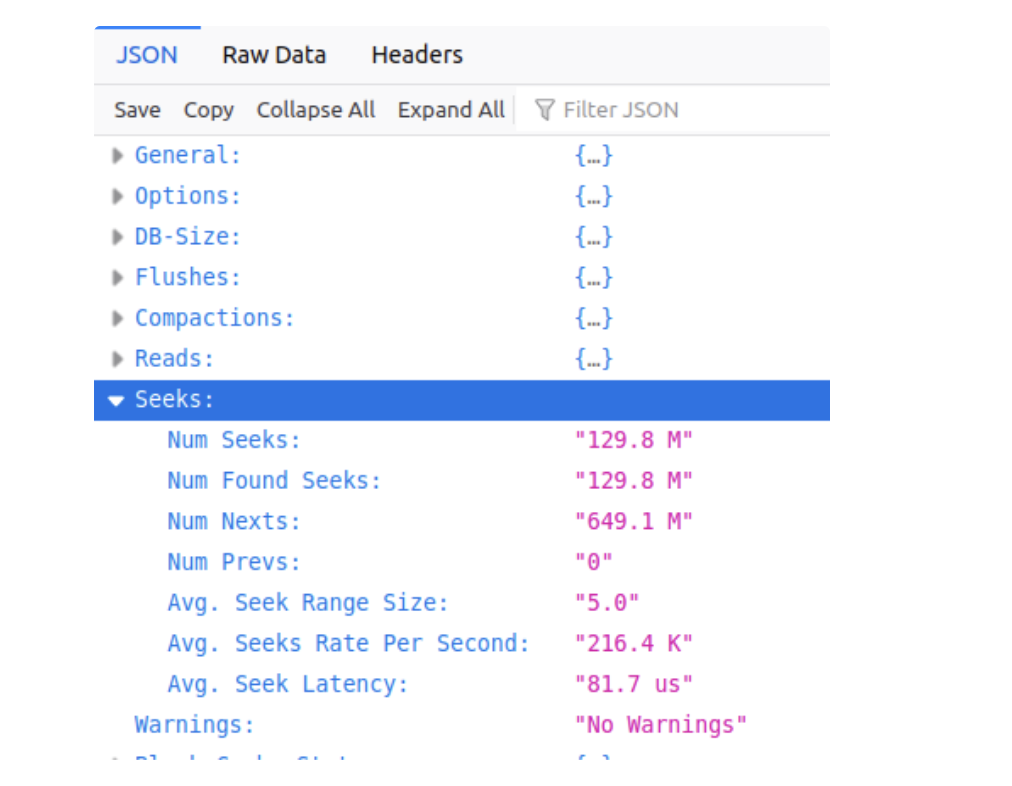 JSON Raw Data Headers
Save Copy Collapse All Expand All Filter JSON
General: {…}
Options: {…}
DB-Size: {…}
Flushes: {…}
Compactions: {…}
Reads: {…}
Seeks:
Num Seeks: "129.8 M"
Num Found Seeks: "129.8 M"
Num Nexts: "649.1 M"
Num Prevs: "0"
Avg. Seek Range Size: "5.0"
Avg. Seeks Rate Per Second: "216.4 K"
Avg. Seek Latency: "81.7 us"
Warnings: "No Warnings"